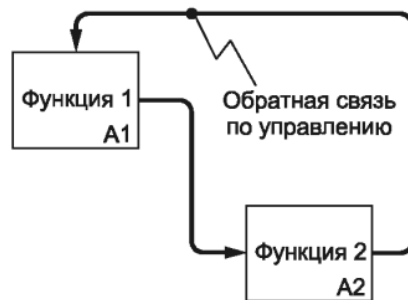 Функция 1
A1
Обратная связь
по управлению
Функция 2
A2